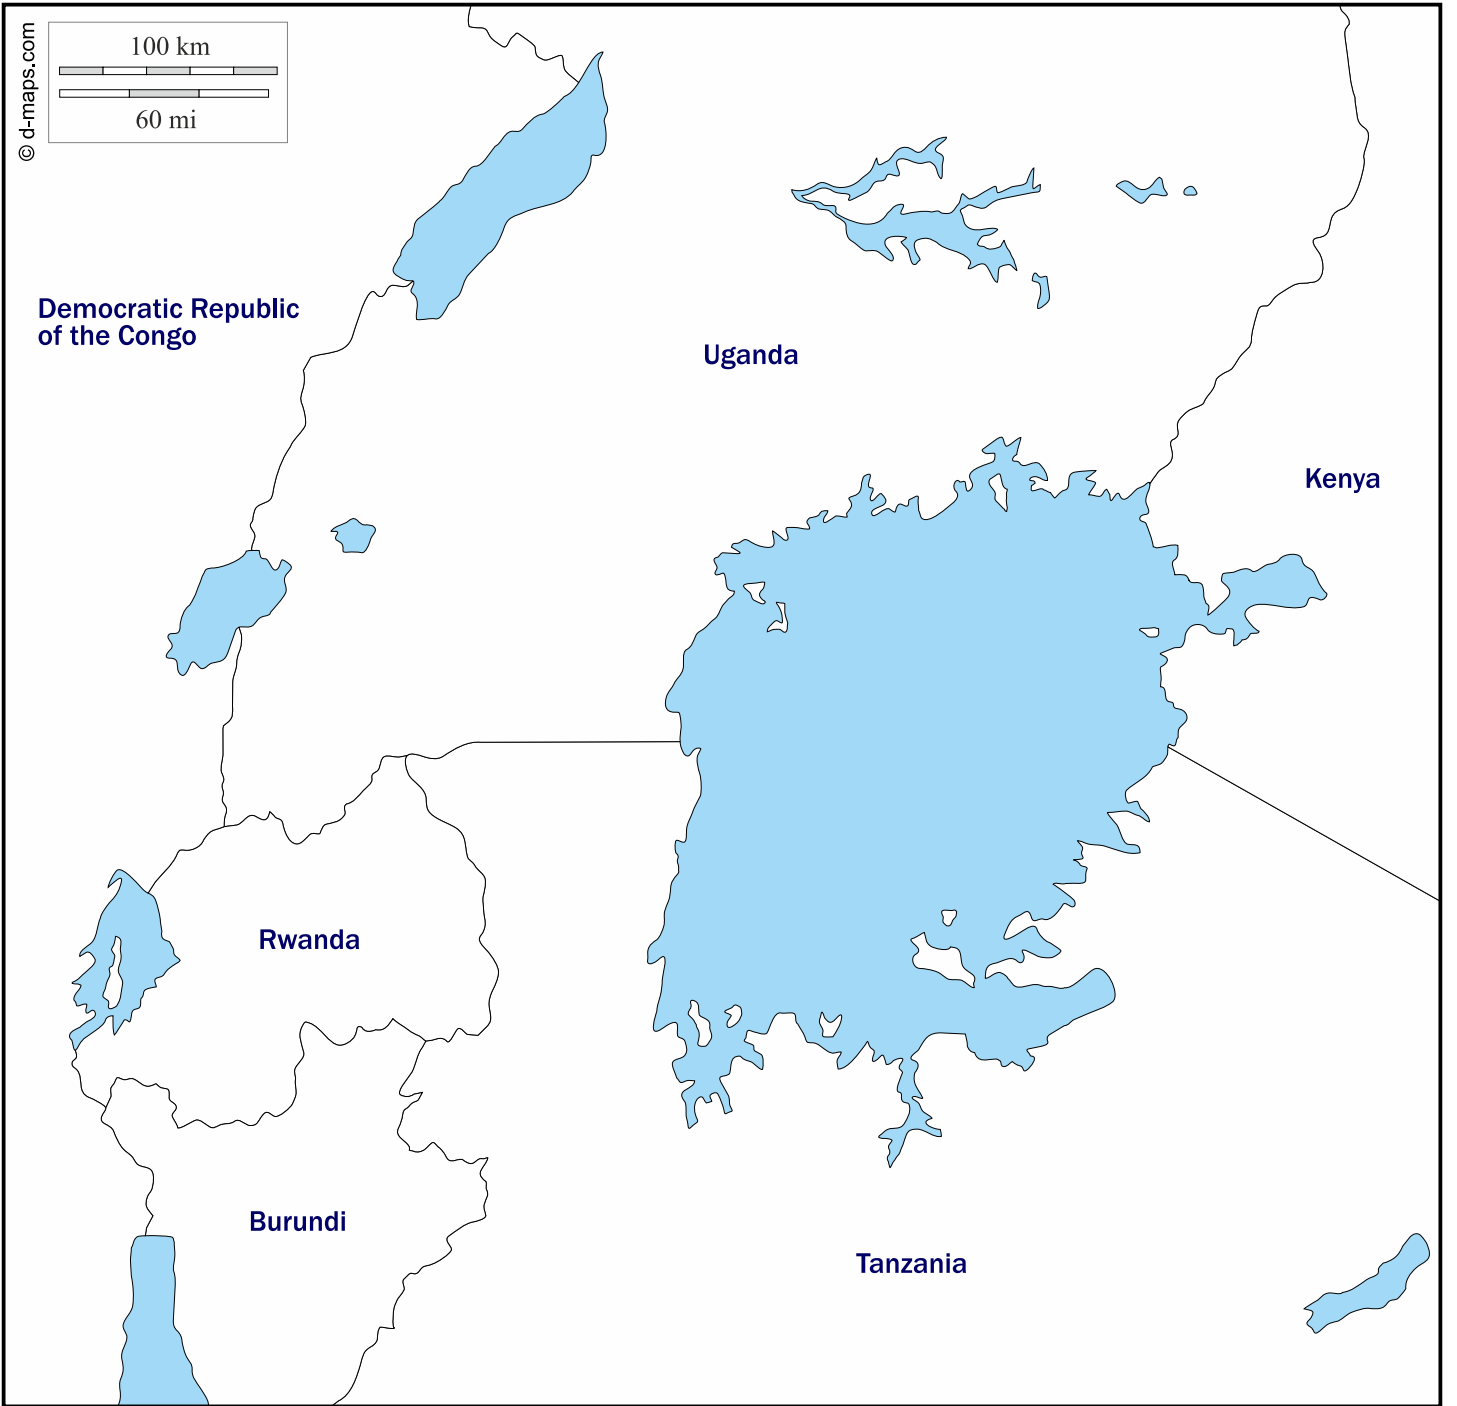 © d-maps.com
100 km
60 mi
Democratic Republic
of the Congo
Uganda
Kenya
Rwanda
Burundi
Tanzania